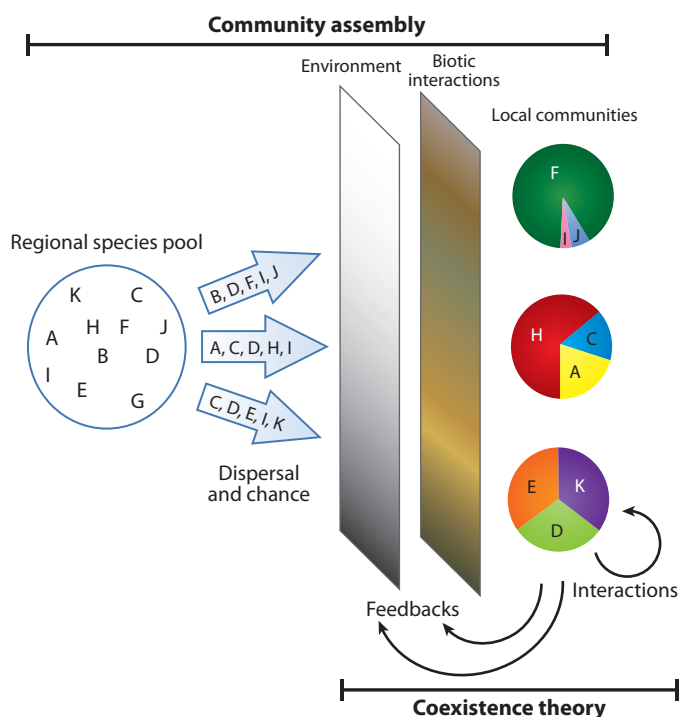 Community assembly
Environment
Biotic
interactions
Local communities
F
I
J
Regional species pool
K
C
H
F
J
A
B
D
I
E
G
B, D, F, I, J
A, C, D, H, I
C, D, E, I, K
Dispersal
and chance
H
C
A
E
K
D
Interactions
Feedbacks
Coexistence theory